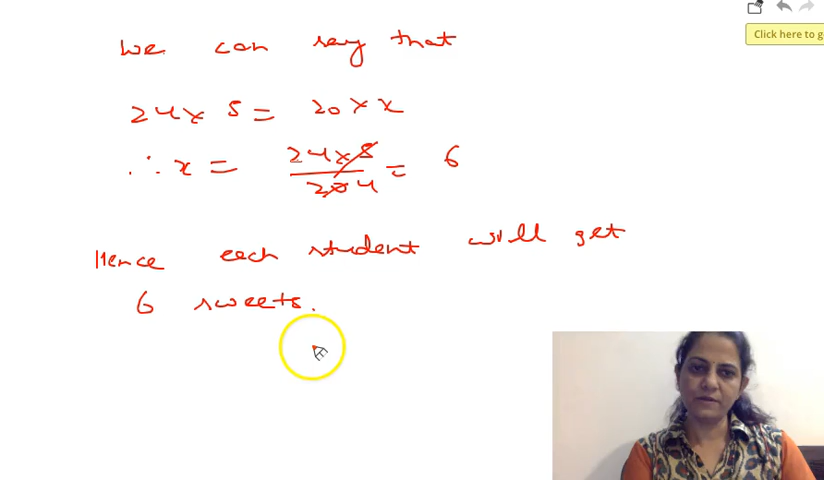 Click here to g
We can say that
24 × 5 = 20 × x
∴ x = 24×5 / 20 4 = 6
Hence each student will get
6 sweets.